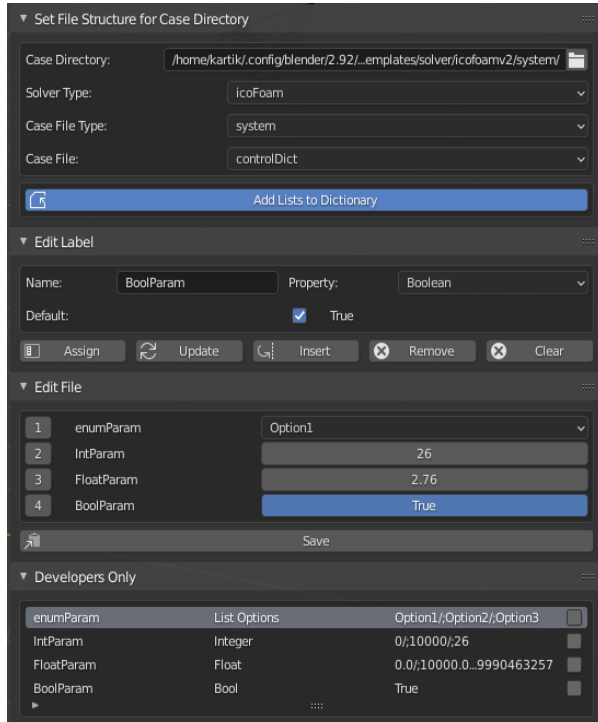 Set File Structure for Case Directory
Case Directory: /home/kartik/.config/blender/2.92/...emplates/solver/icofoamv2/system/
Solver Type: icoFoam
Case File Type: system
Case File: controlDict
Add Lists to Dictionary
Edit Label
Name: BoolParam Property: Boolean
Default: True
Assign Update Insert Remove Clear
Edit File
1 enumParam Option1
2 IntParam 26
3 FloatParam 2.76
4 BoolParam True
Save
Developers Only
enumParam List Options Option1/;Option2/;Option3
IntParam Integer 0/;10000/;26
FloatParam Float 0.0/;10000.0...9990463257
BoolParam Bool True